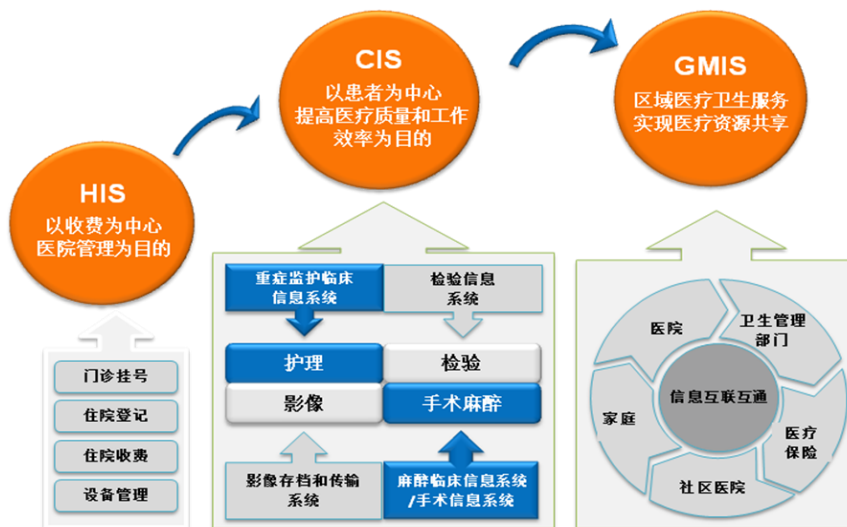 HIS
以收费为中心
医院管理为目的
门诊挂号
住院登记
住院收费
设备管理
CIS
以患者为中心
提高医疗质量和工作
效率为目的
重症监护临床
信息系统
检验信息
系统
护理
检验
影像
手术麻醉
影像存档和传输
系统
麻醉临床信息系统
/手术信息系统
GMIS
区域医疗卫生服务
实现医疗资源共享
医院
卫生管理
部门
家庭
信息互联互通
医疗
保险
社区医院